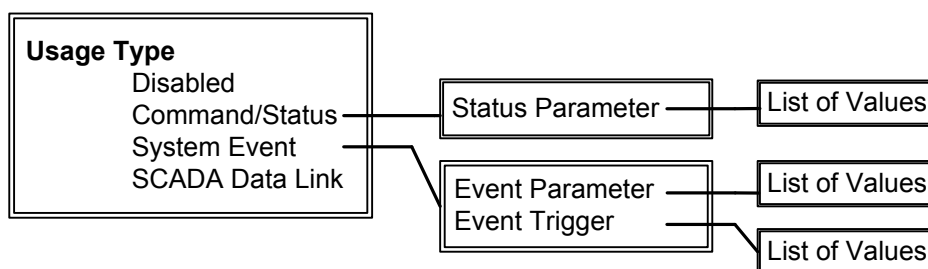 Usage Type
Disabled
Command/Status
System Event
SCADA Data Link
Status Parameter
List of Values
Event Parameter
Event Trigger
List of Values
List of Values